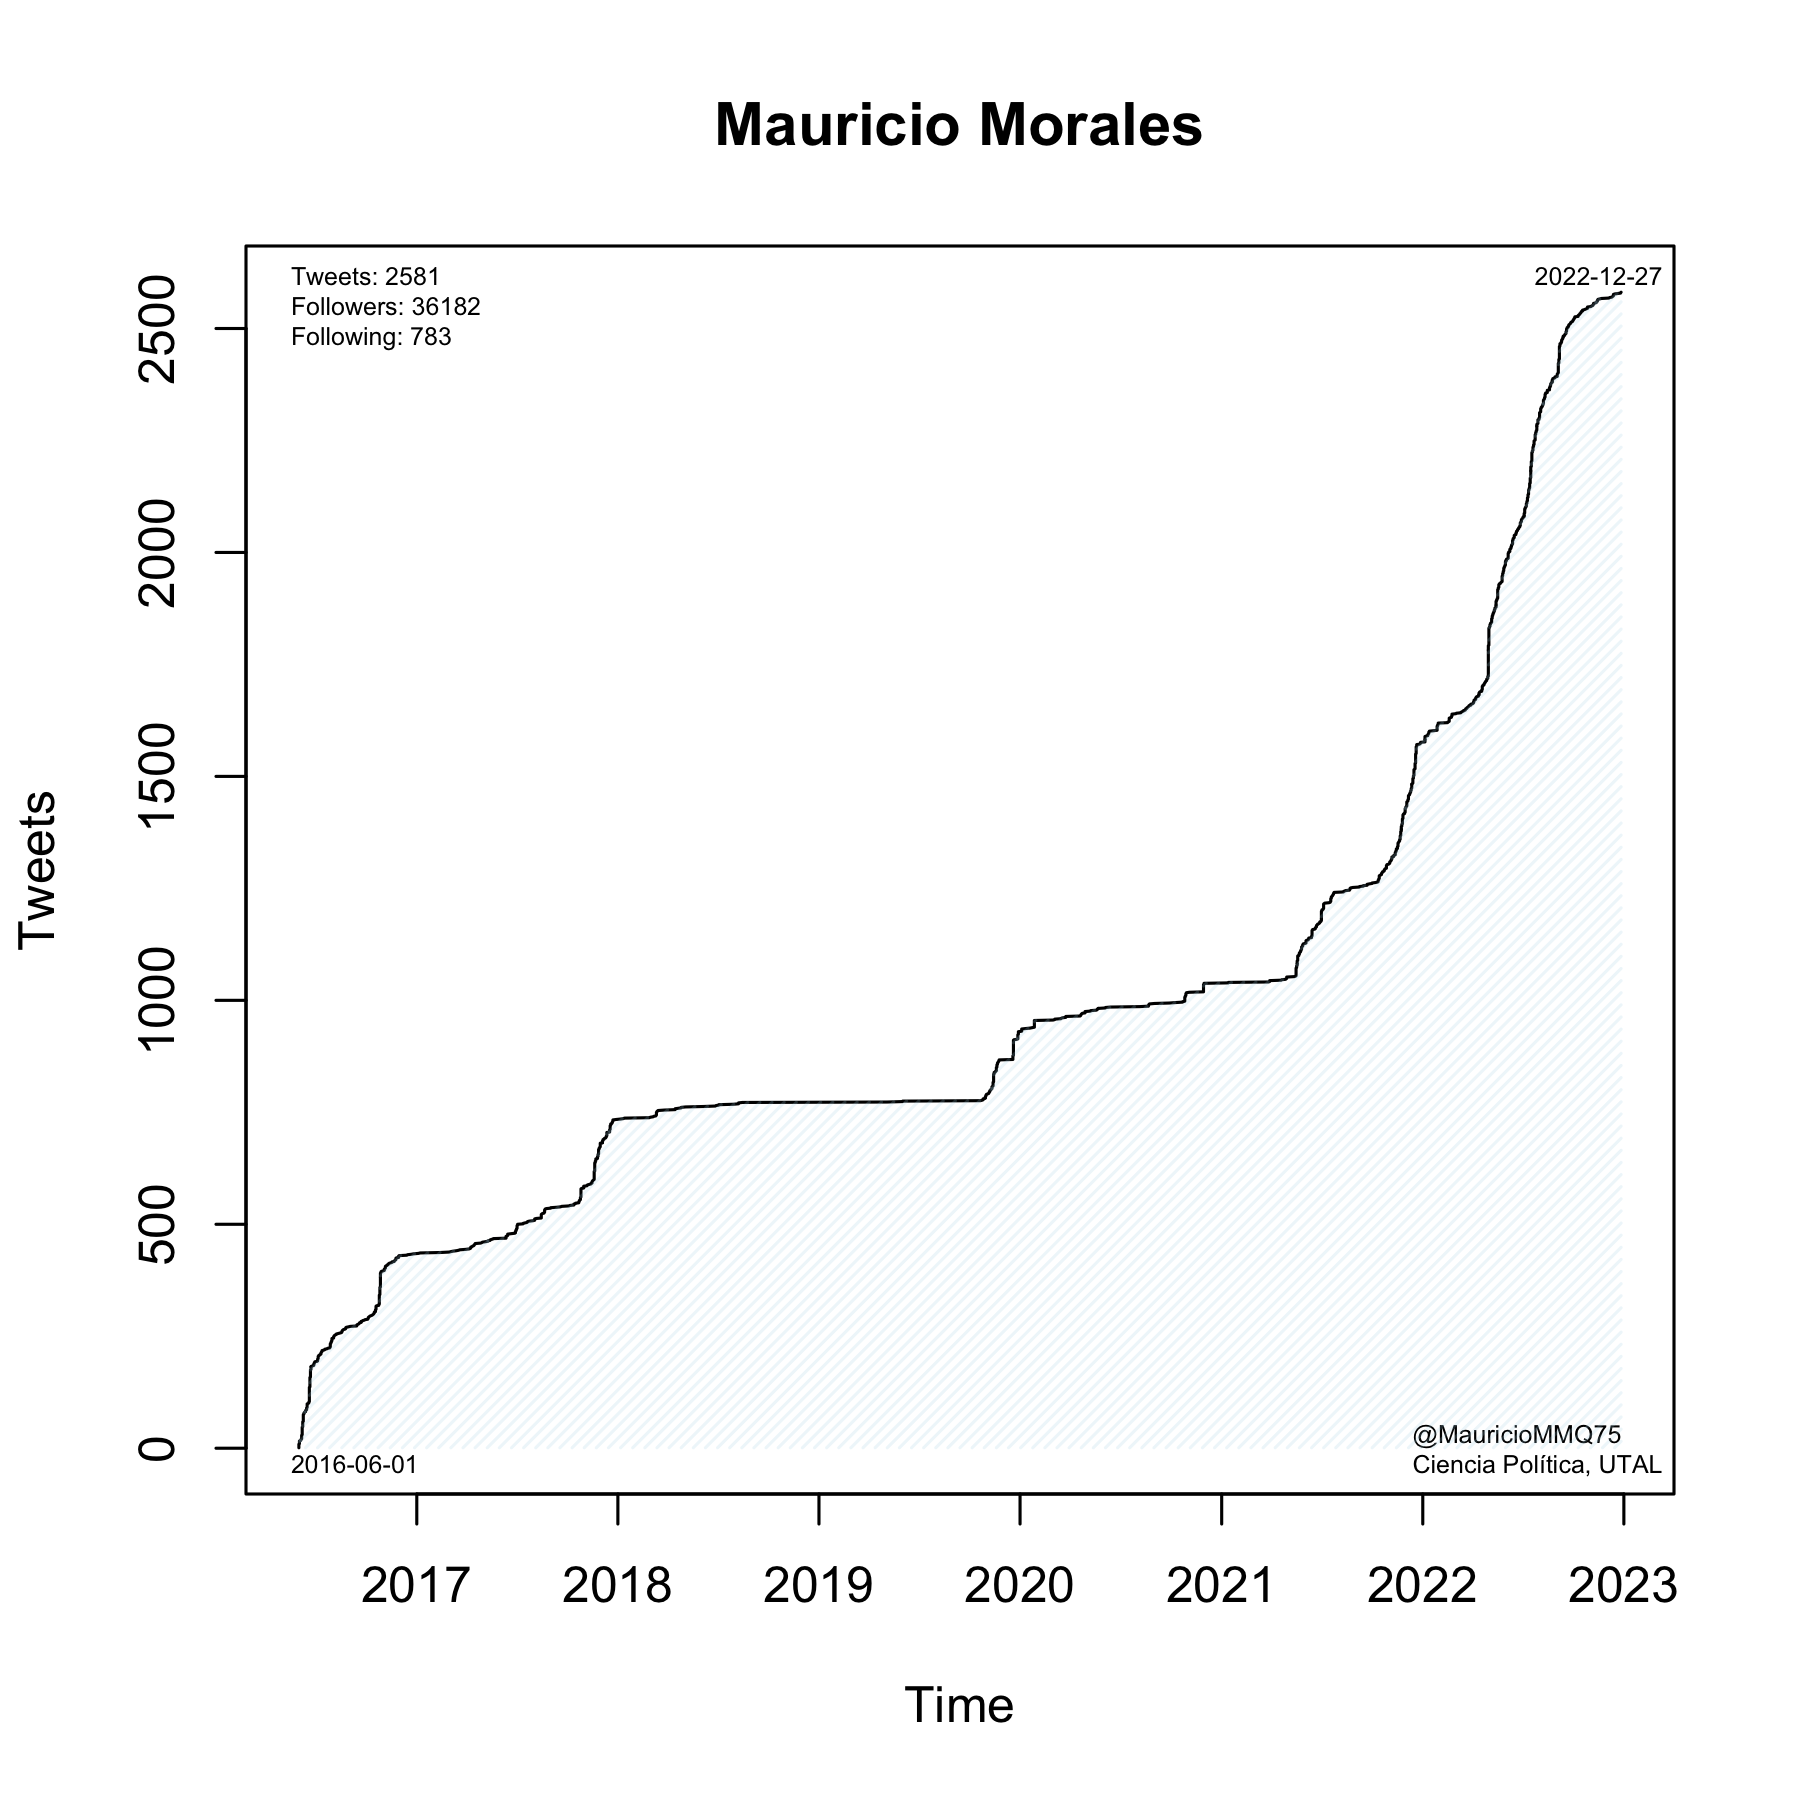 Mauricio Morales
Tweets: 2581
Followers: 36182
Following: 783
2022-12-27
2500
2000
1500
1000
500
0
Tweets
@MauricioMMQ75
Ciencia Política, UTAL
2016-06-01
2017 2018 2019 2020 2021 2022 2023
Time